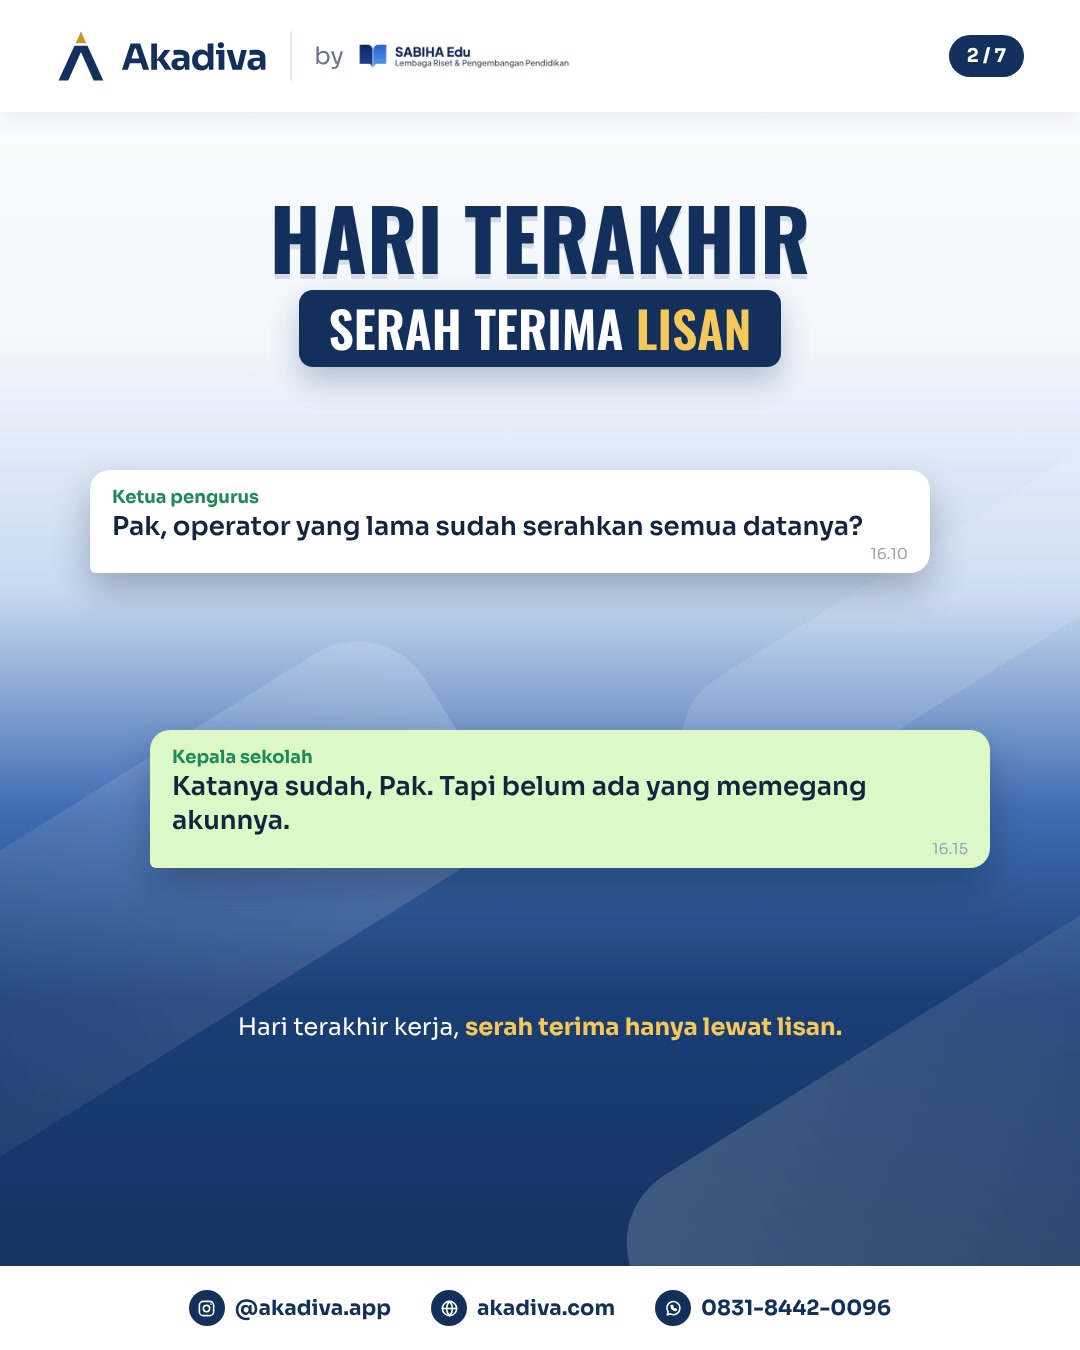 Akadiva
by
SABIHA Edu
Lembaga Riset & Pengembangan Pendidikan
2 / 7
HARI TERAKHIR
SERAH TERIMA LISAN
Ketua pengurus
Pak, operator yang lama sudah serahkan semua datanya?
16.10
Kepala sekolah
Katanya sudah, Pak. Tapi belum ada yang memegang
akunnya.
16.15
Hari terakhir kerja, serah terima hanya lewat lisan.
@akadiva.app
akadiva.com
0831-8442-0096